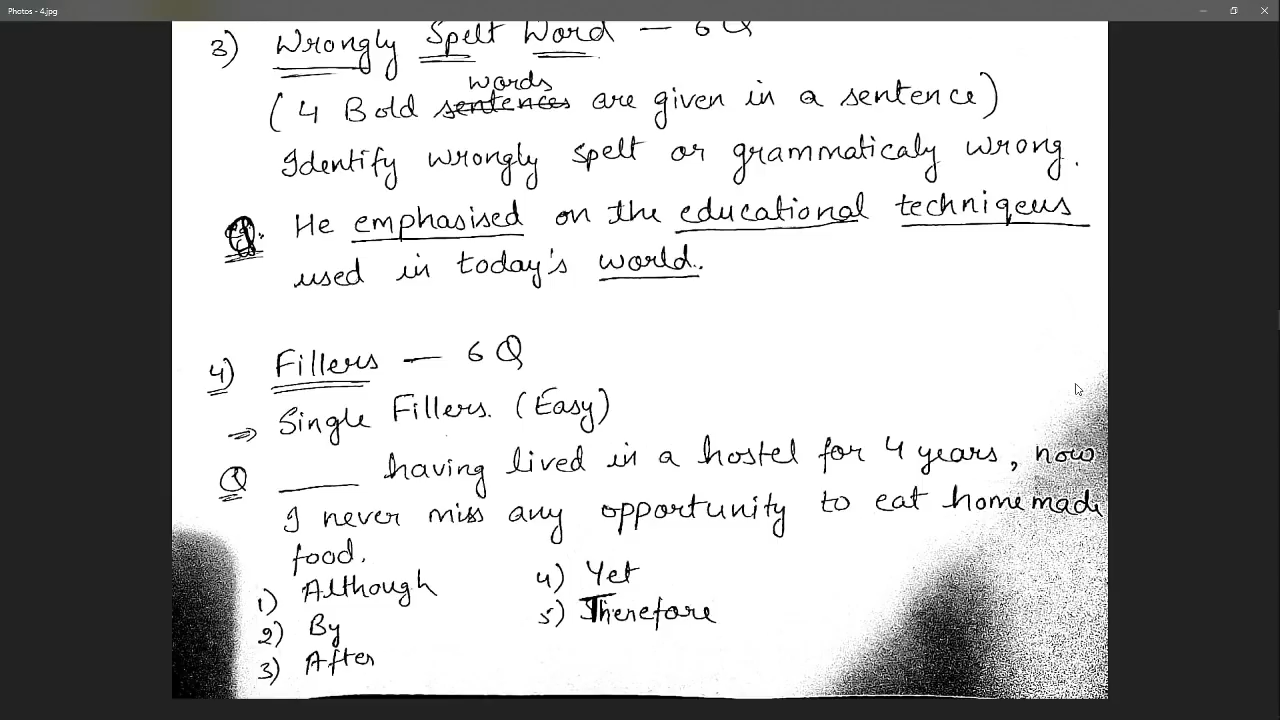 Photos - 4.jpg
3) Wrongly Spelt Word — 6 Q
words
( 4 Bold sentences are given in a sentence )
Identify wrongly spelt or grammaticaly wrong.
Q. He emphasised on the educational techniqeus
used in today's world.
4) Fillers — 6 Q
⇒ Single Fillers. (Easy)
Q ____ having lived in a hostel for 4 years, now
I never miss any opportunity to eat homemade
food.
1) Although 4) Yet
2) By 5) Therefore
3) After